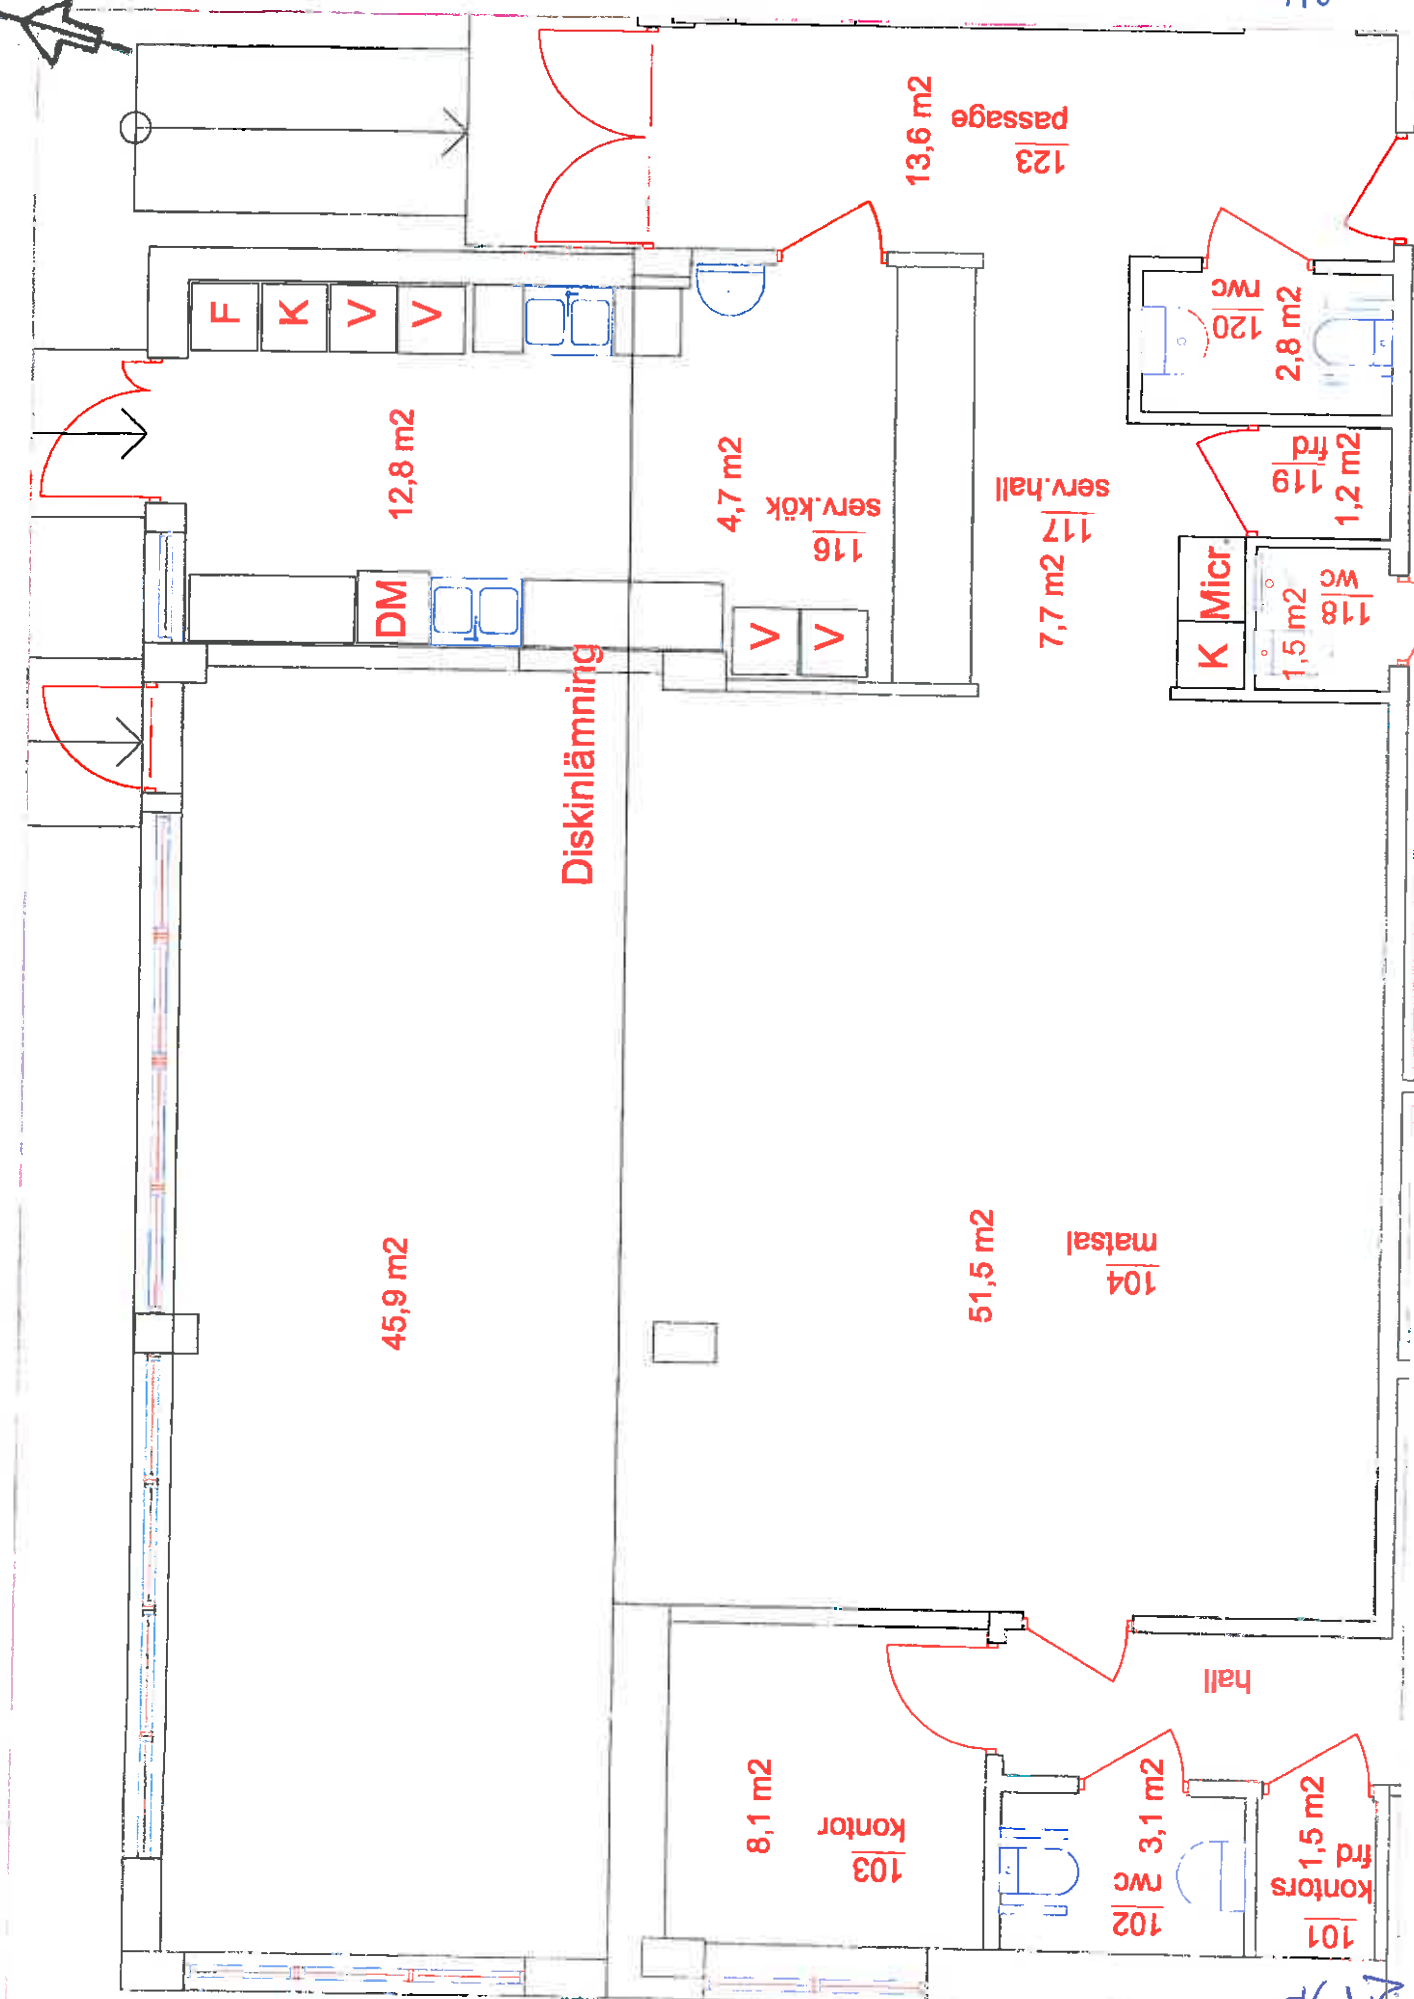 13,6 m2
123
passage
F
K
V
V
12,8 m2
4,7 m2
116
serv.kök
DM
V
V
Diskinlämning
117
serv.hall
7,7 m2
120
rwc
2,8 m2
119
frd
1,2 m2
K
Micr
118
wc
1,5 m2
45,9 m2
51,5 m2
104
matsal
hall
8,1 m2
103
kontor
3,1 m2
102
rwc
101
kontors
frd
1,5 m2